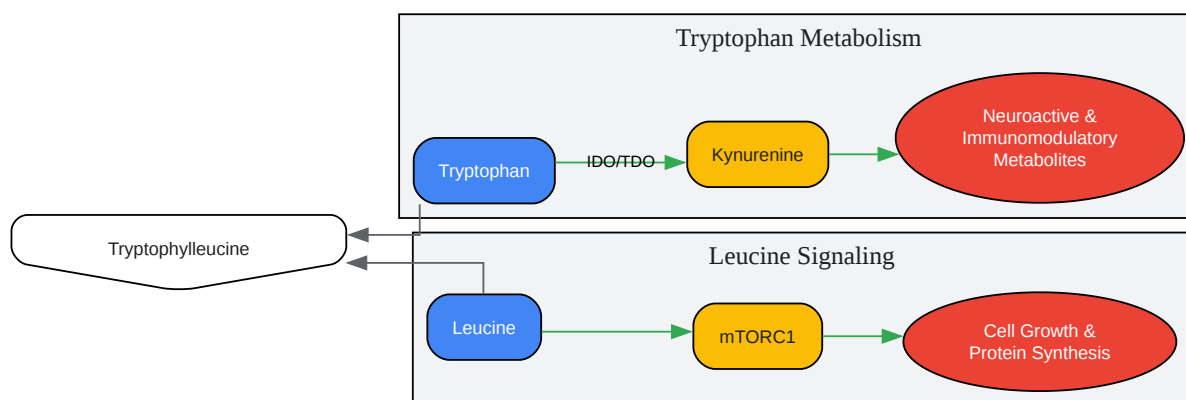 Tryptophan Metabolism
Neuroactive &
Immunomodulatory
Metabolites
Kynurenine
IDO/TDO
Tryptophan
Tryptophylleucine
Leucine Signaling
Leucine
mTORC1
Cell Growth &
Protein Synthesis